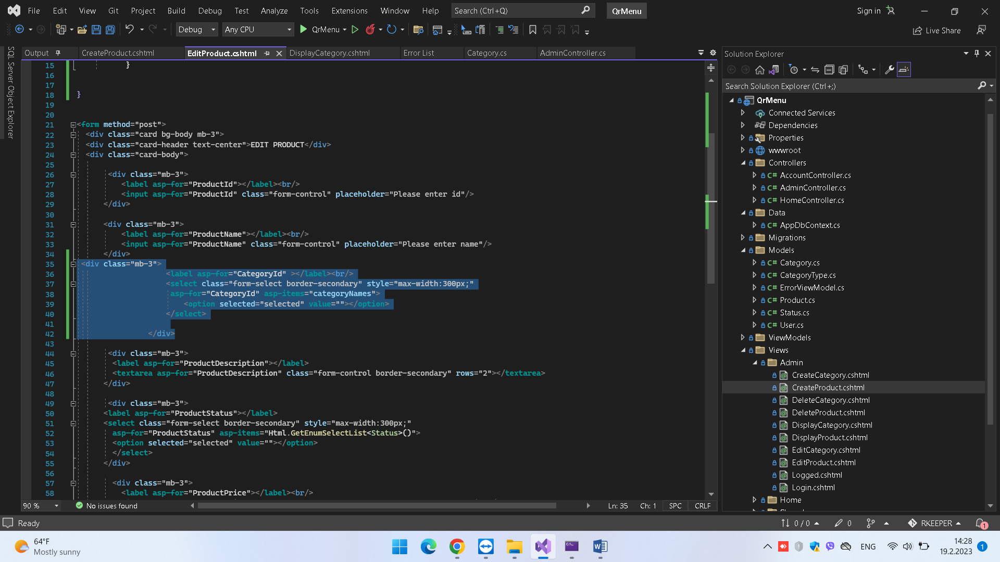 File Edit View Git Project Build Debug Test Analyze Tools Extensions Window Help Search (Ctrl+Q) QrMenu Sign in
Debug Any CPU QrMenu Live Share
SQL Server Object Explorer
Output CreateProduct.cshtml EditProduct.cshtml DisplayCategory.cshtml Error List Category.cs AdminController.cs
15 }
16
17
18 }
19
20
21 <form method="post">
22 <div class="card bg-body mb-3">
23 <div class="card-header text-center">EDIT PRODUCT</div>
24 <div class="card-body">
25
26 <div class="mb-3">
27 <label asp-for="ProductId"></label><br/>
28 <input asp-for="ProductId" class="form-control" placeholder="Please enter id"/>
29 </div>
30
31 <div class="mb-3">
32 <label asp-for="ProductName"></label><br/>
33 <input asp-for="ProductName" class="form-control" placeholder="Please enter name"/>
34 </div>
35 <div class="mb-3">
36 <label asp-for="CategoryId" ></label><br/>
37 <select class="form-select border-secondary" style="max-width:300px;"
38 asp-for="CategoryId" asp-items="categoryNames">
39 <option selected="selected" value=""></option>
40 </select>
41
42 </div>
43
44 <div class="mb-3">
45 <label asp-for="ProductDescription"></label>
46 <textarea asp-for="ProductDescription" class="form-control border-secondary" rows="2"></textarea>
47 </div>
48
49 <div class="mb-3">
50 <label asp-for="ProductStatus"></label>
51 <select class="form-select border-secondary" style="max-width:300px;"
52 asp-for="ProductStatus" asp-items="Html.GetEnumSelectList<Status>()">
53 <option selected="selected" value=""></option>
54 </select>
55 </div>
56
57 <div class="mb-3">
58 <label asp-for="ProductPrice"></label><br/>
90 % No issues found Ln: 35 Ch: 1 SPC CRLF
Solution Explorer
Search Solution Explorer (Ctrl+;)
QrMenu
Connected Services
Dependencies
Properties
wwwroot
Controllers
C# AccountController.cs
C# AdminController.cs
C# HomeController.cs
Data
C# AppDbContext.cs
Migrations
Models
C# Category.cs
C# CategoryType.cs
C# ErrorViewModel.cs
C# Product.cs
C# Status.cs
C# User.cs
ViewModels
Views
Admin
CreateCategory.cshtml
CreateProduct.cshtml
DeleteCategory.cshtml
DeleteProduct.cshtml
DisplayCategory.cshtml
DisplayProduct.cshtml
EditCategory.cshtml
EditProduct.cshtml
Logged.cshtml
Login.cshtml
Home
Ready 0 / 0 0 RKEEPER 1
64°F
Mostly sunny
ENG
14:28
19.2.2023
1